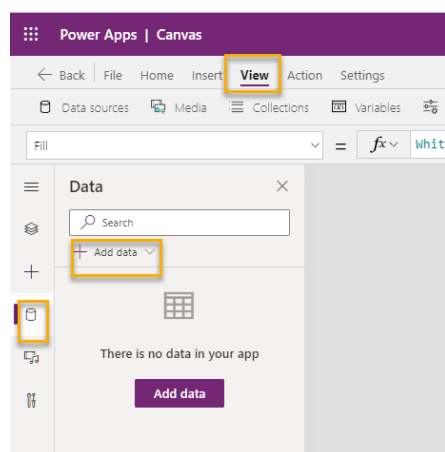 Power Apps | Canvas
Back File Home Insert View Action Settings
Data sources Media Collections Variables
Fill = fx Whit
Data
Search
+ Add data
There is no data in your app
Add data